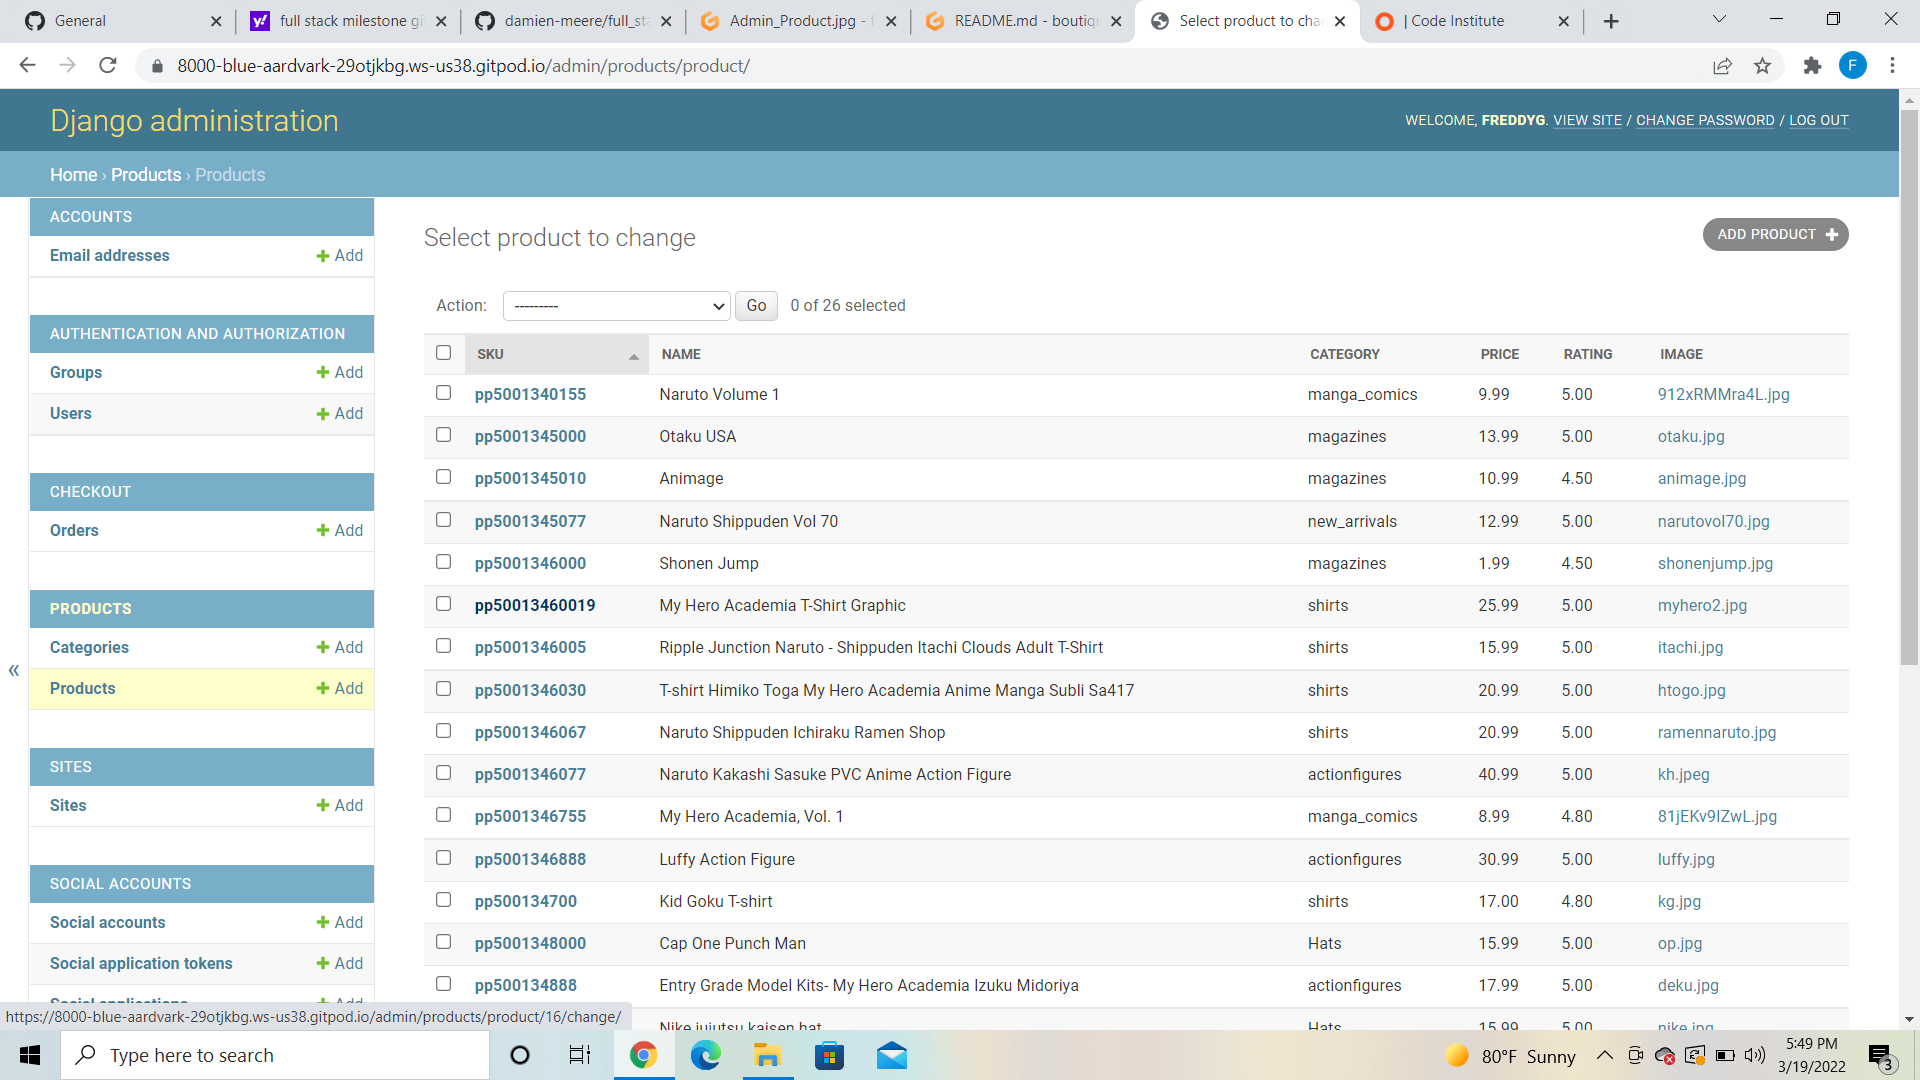 General
full stack milestone gi
damien-meere/full_sta
Admin_Product.jpg - f
README.md - boutiqu
Select product to chan
| Code Institute
8000-blue-aardvark-29otjkbg.ws-us38.gitpod.io/admin/products/product/
F
Django administration
WELCOME, FREDDYG. VIEW SITE / CHANGE PASSWORD / LOG OUT
Home › Products › Products
ACCOUNTS
Email addresses + Add
AUTHENTICATION AND AUTHORIZATION
Groups + Add
Users + Add
CHECKOUT
Orders + Add
PRODUCTS
Categories + Add
Products + Add
SITES
Sites + Add
SOCIAL ACCOUNTS
Social accounts + Add
Social application tokens + Add
Social applications + Add
«
Select product to change
ADD PRODUCT +
Action: --------- Go 0 of 26 selected
SKU NAME CATEGORY PRICE RATING IMAGE
pp5001340155 Naruto Volume 1 manga_comics 9.99 5.00 912xRMMra4L.jpg
pp5001345000 Otaku USA magazines 13.99 5.00 otaku.jpg
pp5001345010 Animage magazines 10.99 4.50 animage.jpg
pp5001345077 Naruto Shippuden Vol 70 new_arrivals 12.99 5.00 narutovol70.jpg
pp5001346000 Shonen Jump magazines 1.99 4.50 shonenjump.jpg
pp50013460019 My Hero Academia T-Shirt Graphic shirts 25.99 5.00 myhero2.jpg
pp5001346005 Ripple Junction Naruto - Shippuden Itachi Clouds Adult T-Shirt shirts 15.99 5.00 itachi.jpg
pp5001346030 T-shirt Himiko Toga My Hero Academia Anime Manga Subli Sa417 shirts 20.99 5.00 htogo.jpg
pp5001346067 Naruto Shippuden Ichiraku Ramen Shop shirts 20.99 5.00 ramennaruto.jpg
pp5001346077 Naruto Kakashi Sasuke PVC Anime Action Figure actionfigures 40.99 5.00 kh.jpeg
pp5001346755 My Hero Academia, Vol. 1 manga_comics 8.99 4.80 81jEKv9IZwL.jpg
pp5001346888 Luffy Action Figure actionfigures 30.99 5.00 luffy.jpg
pp500134700 Kid Goku T-shirt shirts 17.00 4.80 kg.jpg
pp5001348000 Cap One Punch Man Hats 15.99 5.00 op.jpg
pp500134888 Entry Grade Model Kits- My Hero Academia Izuku Midoriya actionfigures 17.99 5.00 deku.jpg
Nike jujutsu kaisen hat Hats 15.99 5.00 nike.jpg
https://8000-blue-aardvark-29otjkbg.ws-us38.gitpod.io/admin/products/product/16/change/
Type here to search
80°F Sunny
5:49 PM
3/19/2022
3